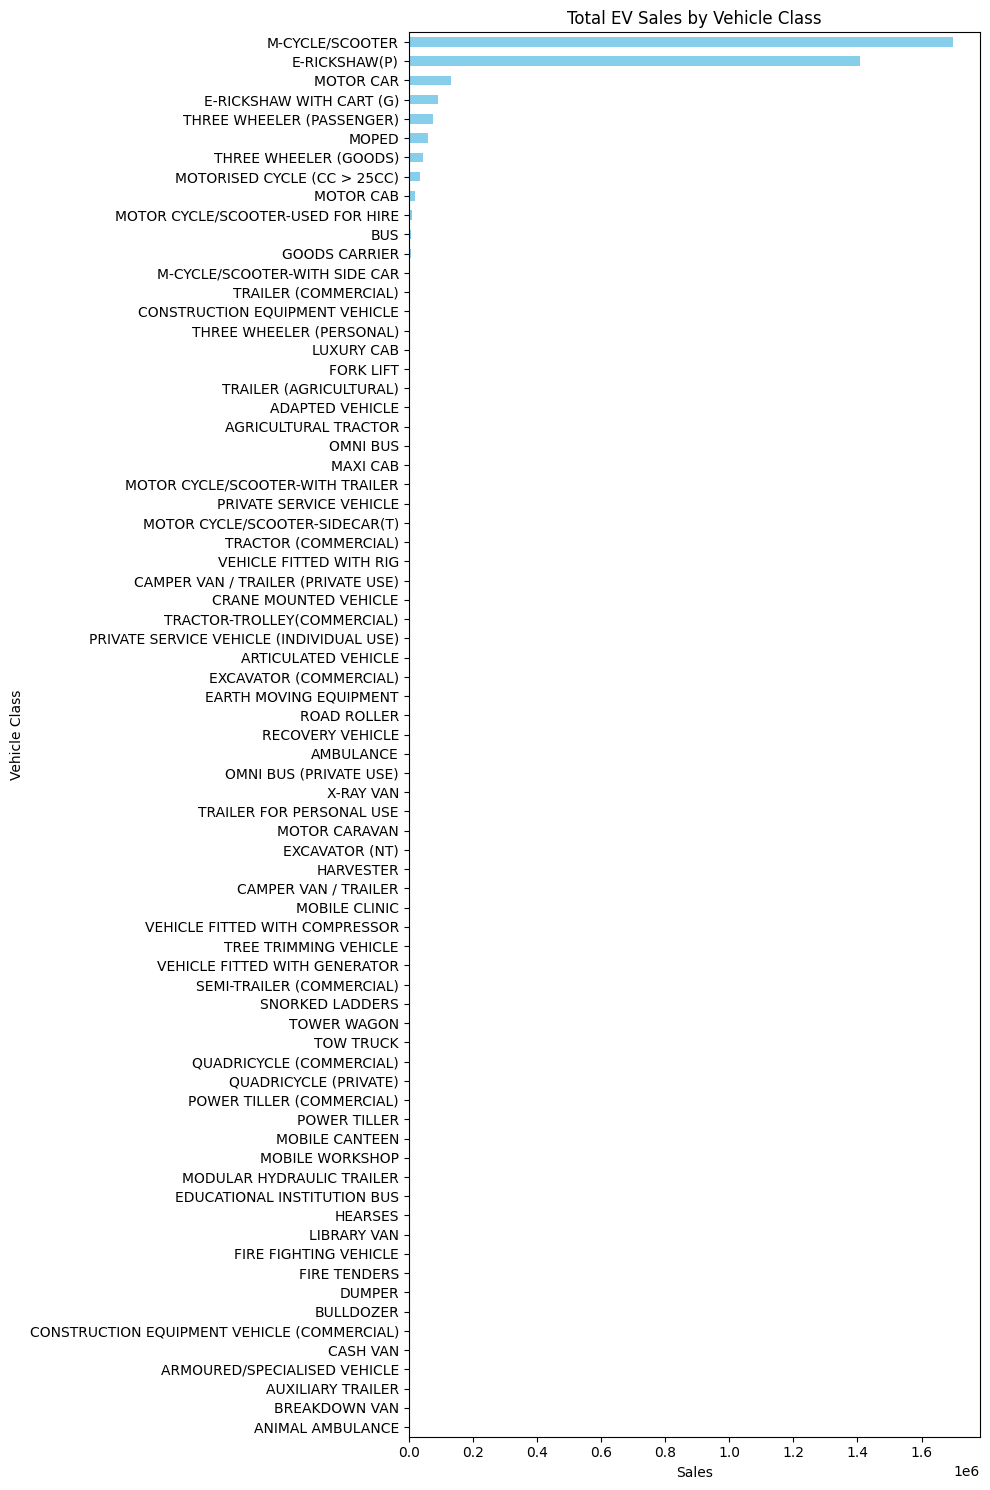 Total EV Sales by Vehicle Class
M-CYCLE/SCOOTER
E-RICKSHAW(P)
MOTOR CAR
E-RICKSHAW WITH CART (G)
THREE WHEELER (PASSENGER)
MOPED
THREE WHEELER (GOODS)
MOTORISED CYCLE (CC > 25CC)
MOTOR CAB
MOTOR CYCLE/SCOOTER-USED FOR HIRE
BUS
GOODS CARRIER
M-CYCLE/SCOOTER-WITH SIDE CAR
TRAILER (COMMERCIAL)
CONSTRUCTION EQUIPMENT VEHICLE
THREE WHEELER (PERSONAL)
LUXURY CAB
FORK LIFT
TRAILER (AGRICULTURAL)
ADAPTED VEHICLE
AGRICULTURAL TRACTOR
OMNI BUS
MAXI CAB
MOTOR CYCLE/SCOOTER-WITH TRAILER
PRIVATE SERVICE VEHICLE
MOTOR CYCLE/SCOOTER-SIDECAR(T)
TRACTOR (COMMERCIAL)
VEHICLE FITTED WITH RIG
CAMPER VAN / TRAILER (PRIVATE USE)
CRANE MOUNTED VEHICLE
TRACTOR-TROLLEY(COMMERCIAL)
PRIVATE SERVICE VEHICLE (INDIVIDUAL USE)
ARTICULATED VEHICLE
EXCAVATOR (COMMERCIAL)
EARTH MOVING EQUIPMENT
ROAD ROLLER
RECOVERY VEHICLE
AMBULANCE
OMNI BUS (PRIVATE USE)
X-RAY VAN
TRAILER FOR PERSONAL USE
MOTOR CARAVAN
EXCAVATOR (NT)
HARVESTER
CAMPER VAN / TRAILER
MOBILE CLINIC
VEHICLE FITTED WITH COMPRESSOR
TREE TRIMMING VEHICLE
VEHICLE FITTED WITH GENERATOR
SEMI-TRAILER (COMMERCIAL)
SNORKED LADDERS
TOWER WAGON
TOW TRUCK
QUADRICYCLE (COMMERCIAL)
QUADRICYCLE (PRIVATE)
POWER TILLER (COMMERCIAL)
POWER TILLER
MOBILE CANTEEN
MOBILE WORKSHOP
MODULAR HYDRAULIC TRAILER
EDUCATIONAL INSTITUTION BUS
HEARSES
LIBRARY VAN
FIRE FIGHTING VEHICLE
FIRE TENDERS
DUMPER
BULLDOZER
CONSTRUCTION EQUIPMENT VEHICLE (COMMERCIAL)
CASH VAN
ARMOURED/SPECIALISED VEHICLE
AUXILIARY TRAILER
BREAKDOWN VAN
ANIMAL AMBULANCE
Vehicle Class
0.0 0.2 0.4 0.6 0.8 1.0 1.2 1.4 1.6
1e6
Sales